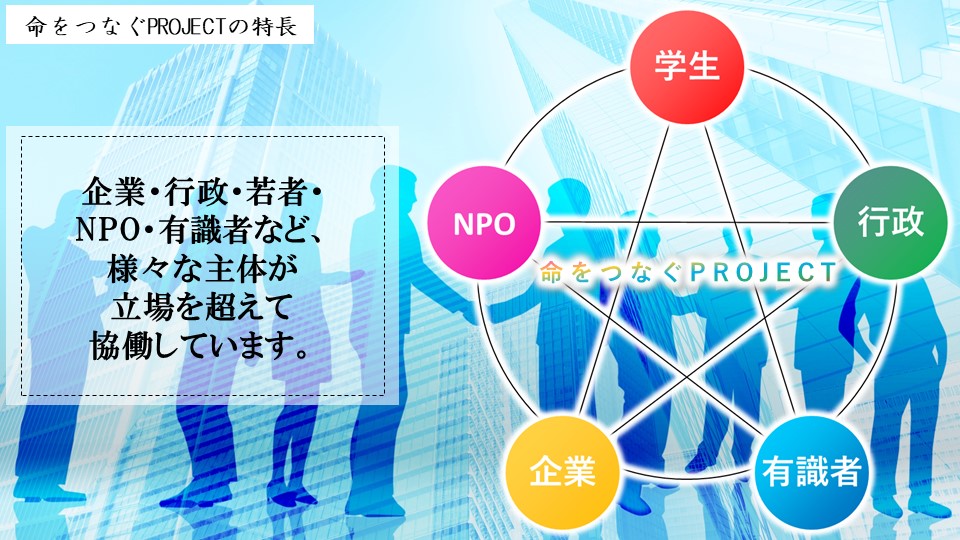 命をつなぐPROJECTの特長
企業・行政・若者・
NPO・有識者など、
様々な主体が
立場を超えて
協働しています。
学生
NPO
行政
命をつなぐPROJECT
企業
有識者